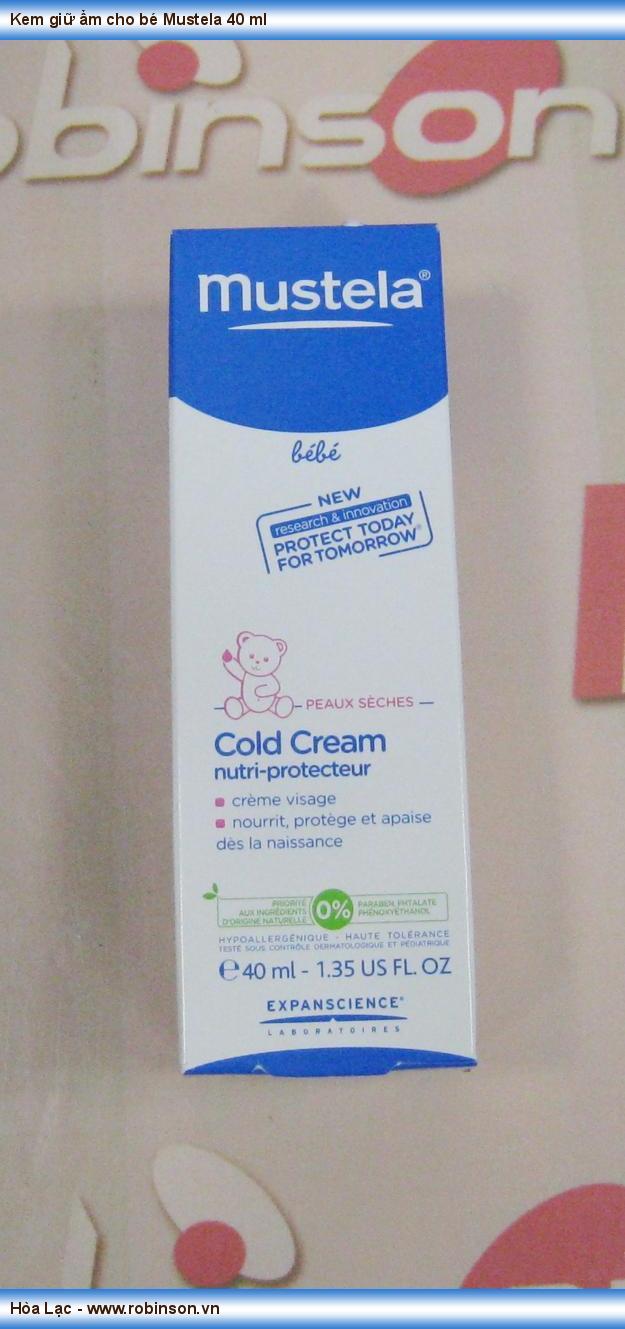 Kem giữ ẩm cho bé Mustela 40 ml
obinson
mustela®
bébé
NEW
research & innovation
PROTECT TODAY
FOR TOMORROW®
PEAUX SÈCHES
Cold Cream
nutri-protecteur
crème visage
nourrit, protège et apaise
dès la naissance
PRIORITÉ
AUX INGRÉDIENTS
D'ORIGINE NATURELLE
0%
PARABEN, PHTALATE
PHÉNOXYÉTHANOL
HYPOALLERGÉNIQUE - HAUTE TOLÉRANCE
TESTÉ SOUS CONTRÔLE DERMATOLOGIQUE ET PÉDIATRIQUE
℮ 40 ml - 1.35 US FL. OZ
EXPANSCIENCE®
LABORATOIRES
Hòa Lạc - www.robinson.vn